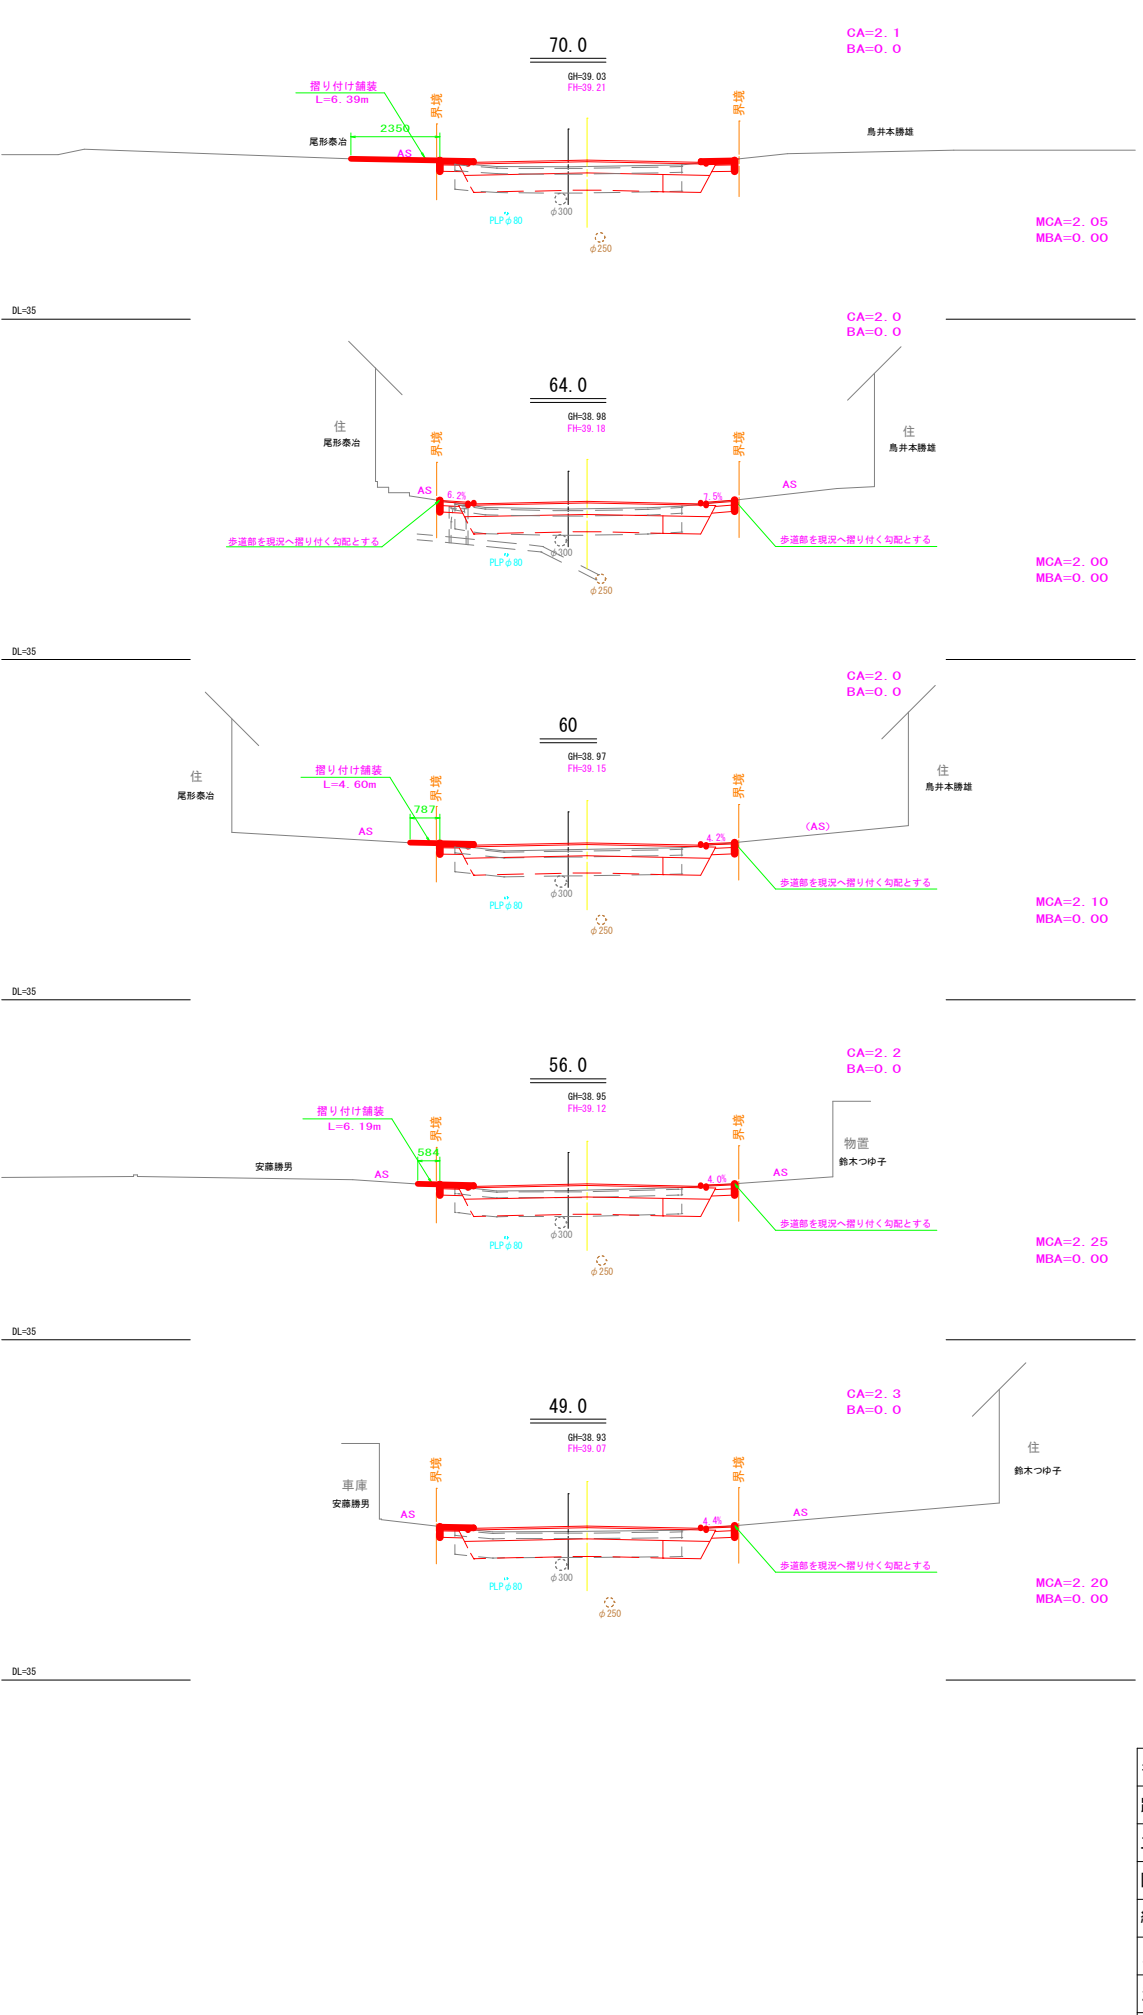 CA=2.1
BA=0.0
70.0
GH=39.03
FH=39.21
摺り付け舗装
L=6.39m
界境
界境
2350
尾形泰冶
AS
鳥井本勝雄
PLPφ80
φ300
φ250
MCA=2.05
MBA=0.00
DL=35
CA=2.0
BA=0.0
64.0
GH=38.98
FH=39.18
住
尾形泰冶
界境
界境
住
鳥井本勝雄
AS
6.2%
7.5%
AS
歩道部を現況へ摺り付く勾配とする
歩道部を現況へ摺り付く勾配とする
PLPφ80
φ300
φ250
MCA=2.00
MBA=0.00
DL=35
CA=2.0
BA=0.0
60
GH=38.97
FH=39.15
摺り付け舗装
L=4.60m
住
尾形泰冶
界境
界境
住
鳥井本勝雄
787
AS
4.2%
(AS)
歩道部を現況へ摺り付く勾配とする
PLPφ80
φ300
φ250
MCA=2.10
MBA=0.00
DL=35
CA=2.2
BA=0.0
56.0
GH=38.95
FH=39.12
摺り付け舗装
L=6.19m
界境
界境
物置
鈴木つゆ子
584
安藤勝男
AS
4.0%
AS
歩道部を現況へ摺り付く勾配とする
PLPφ80
φ300
φ250
MCA=2.25
MBA=0.00
DL=35
CA=2.3
BA=0.0
49.0
GH=38.93
FH=39.07
界境
界境
住
鈴木つゆ子
車庫
安藤勝男
AS
4.4%
AS
歩道部を現況へ摺り付く勾配とする
PLPφ80
φ300
φ250
MCA=2.20
MBA=0.00
DL=35